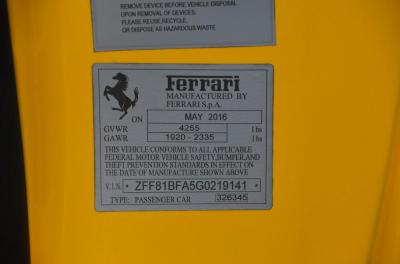 REMOVE DEVICE BEFORE VEHICLE DISPOSAL
UPON REMOVAL OF DEVICES:
PLEASE REUSE, RECYCLE,
OR DISPOSE AS HAZARDOUS WASTE
Ferrari
MANUFACTURED BY
FERRARI S.p.A.
ON MAY 2016
GVWR 4255 lbs
GAWR 1920 - 2335 lbs
THIS VEHICLE CONFORMS TO ALL APPLICABLE
FEDERAL MOTOR VEHICLE SAFETY, BUMPER, AND
THEFT PREVENTION STANDARDS IN EFFECT ON
THE DATE OF MANUFACTURE SHOWN ABOVE
V.I.N. * ZFF81BFA5G0219141 *
TYPE: PASSENGER CAR 326345